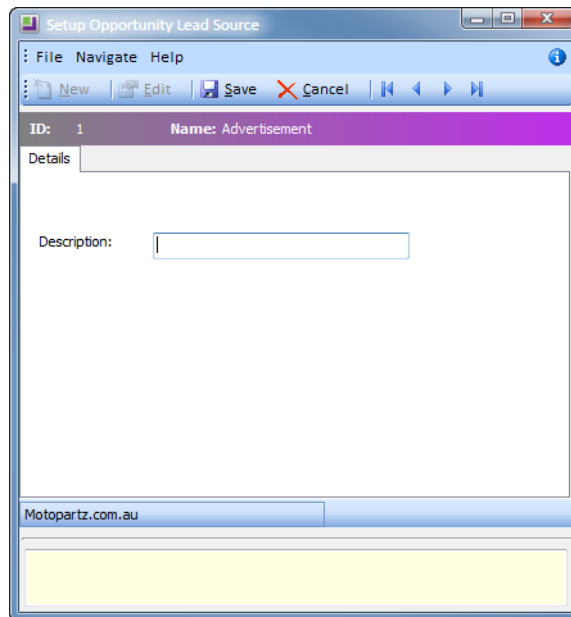 Setup Opportunity Lead Source
File Navigate Help
New Edit Save Cancel
ID: 1 Name: Advertisement
Details
Description:
Motopartz.com.au